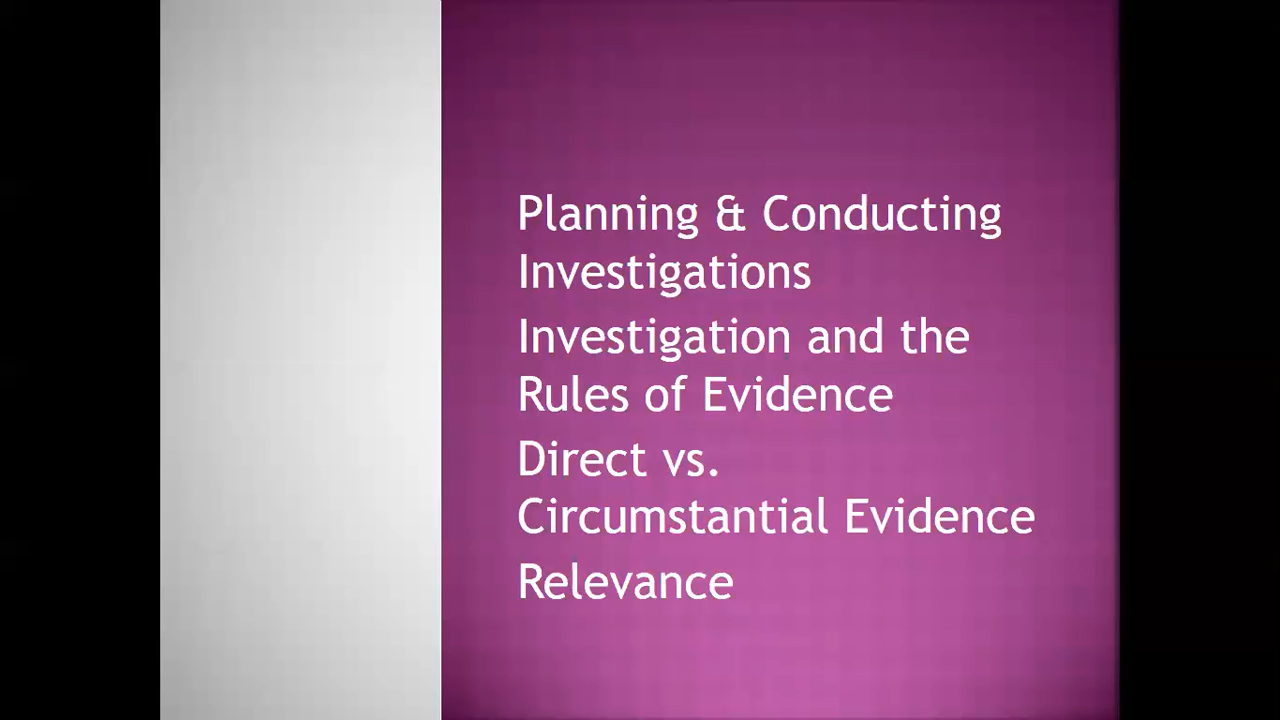 Planning & Conducting
Investigations
Investigation and the
Rules of Evidence
Direct vs.
Circumstantial Evidence
Relevance